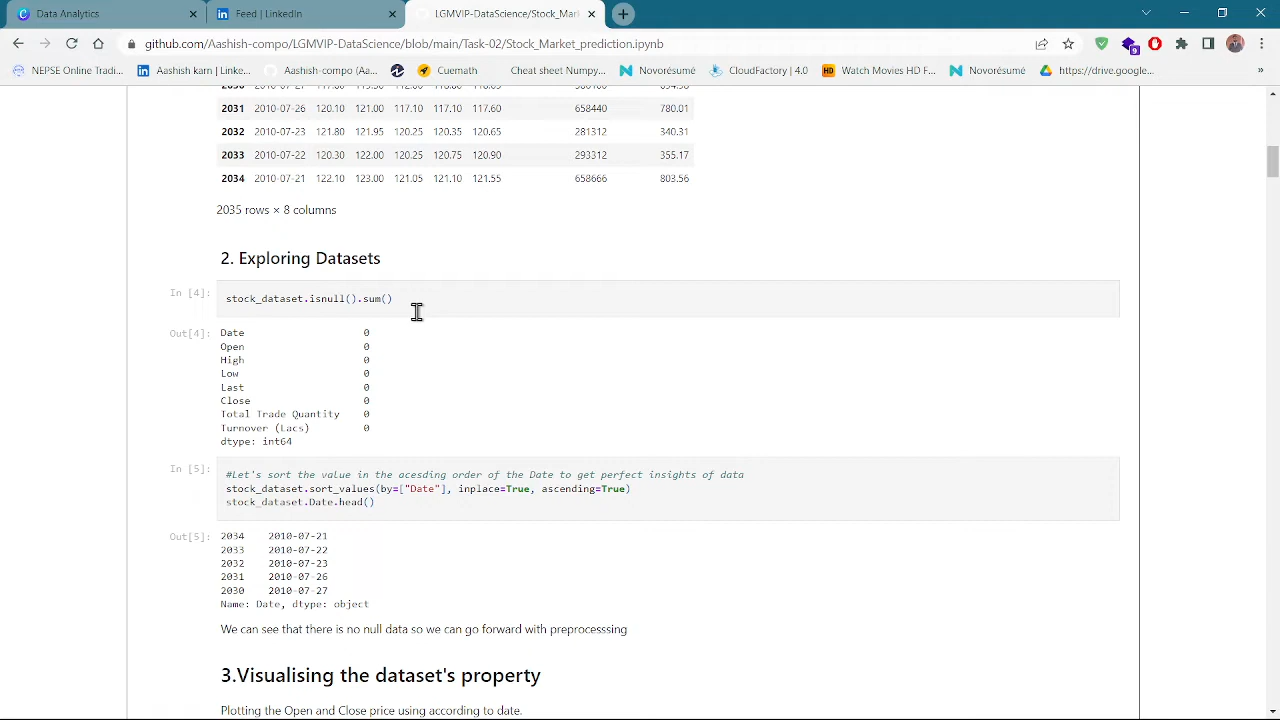 Data Analytics
Feed | LinkedIn
LGMVIP-DataScience/Stock_Mark
github.com/Aashish-compo/LGMVIP-DataScience/blob/main/Task-02/Stock_Market_prediction.ipynb
9
NEPSE Online Tradi...
Aashish karn | Linke...
Aashish-compo (Aa...
Cuemath
Cheat sheet Numpy...
Novorésumé
CloudFactory | 4.0
Watch Movies HD F...
Novorésumé
https://drive.google...
»
2031 2010-07-26 120.10 121.00 117.10 117.10 117.60 658440 780.01
2032 2010-07-23 121.80 121.95 120.25 120.35 120.65 281312 340.31
2033 2010-07-22 120.30 122.00 120.25 120.75 120.90 293312 355.17
2034 2010-07-21 122.10 123.00 121.05 121.10 121.55 658666 803.56
2035 rows × 8 columns
2. Exploring Datasets
In [4]: stock_dataset.isnull().sum()
Out[4]: Date 0
Open 0
High 0
Low 0
Last 0
Close 0
Total Trade Quantity 0
Turnover (Lacs) 0
dtype: int64
In [5]: #Let's sort the value in the acesding order of the Date to get perfect insights of data
stock_dataset.sort_values(by=["Date"], inplace=True, ascending=True)
stock_dataset.Date.head()
Out[5]: 2034 2010-07-21
2033 2010-07-22
2032 2010-07-23
2031 2010-07-26
2030 2010-07-27
Name: Date, dtype: object
We can see that there is no null data so we can go forward with preprocesssing
3.Visualising the dataset's property
Plotting the Open and Close price using according to date.